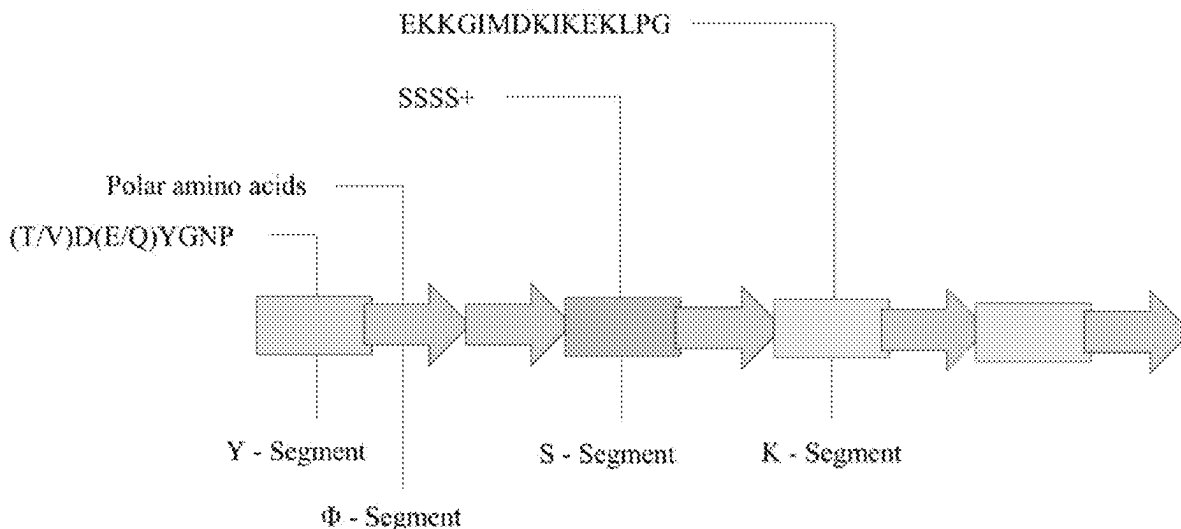 EKKGIMDKIKEKLPG
SSSS+
Polar amino acids
(T/V)D(E/Q)YGNP
Y - Segment
S - Segment
K - Segment
Φ - Segment